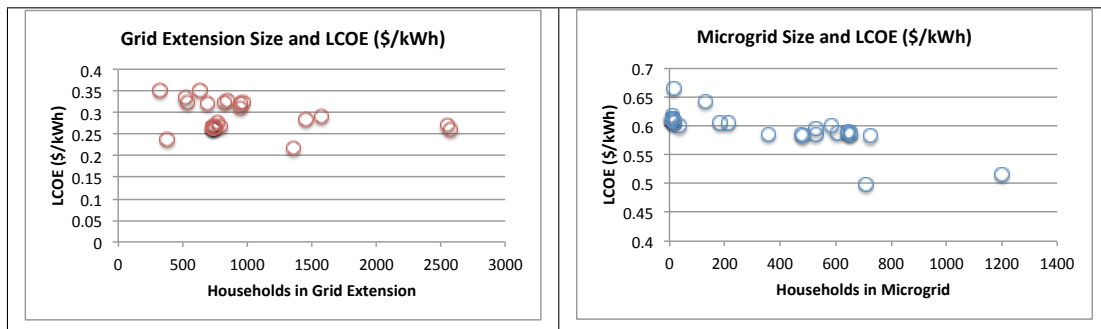 Grid Extension Size and LCOE ($/kWh)
LCOE ($/kWh)
0.4
0.35
0.3
0.25
0.2
0.15
0.1
0.05
0
0 500 1000 1500 2000 2500 3000
Households in Grid Extension
Microgrid Size and LCOE ($/kWh)
LCOE ($/kWh)
0.7
0.65
0.6
0.55
0.5
0.45
0.4
0 200 400 600 800 1000 1200 1400
Households in Microgrid